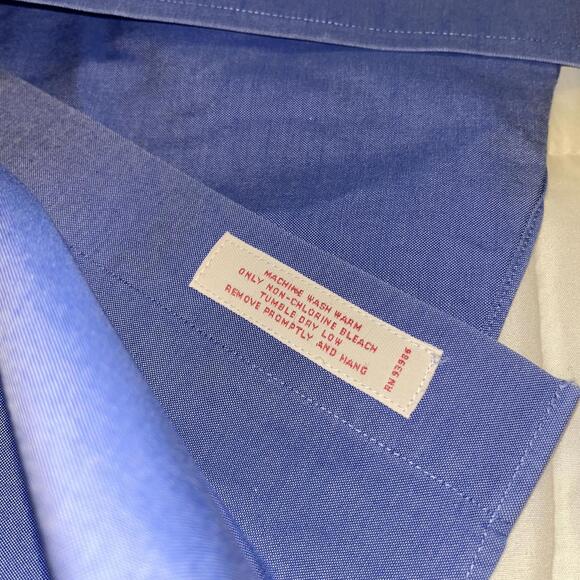 MACHINE WASH WARM
ONLY NON-CHLORINE BLEACH
TUMBLE DRY LOW
REMOVE PROMPTLY AND HANG
RN 93986